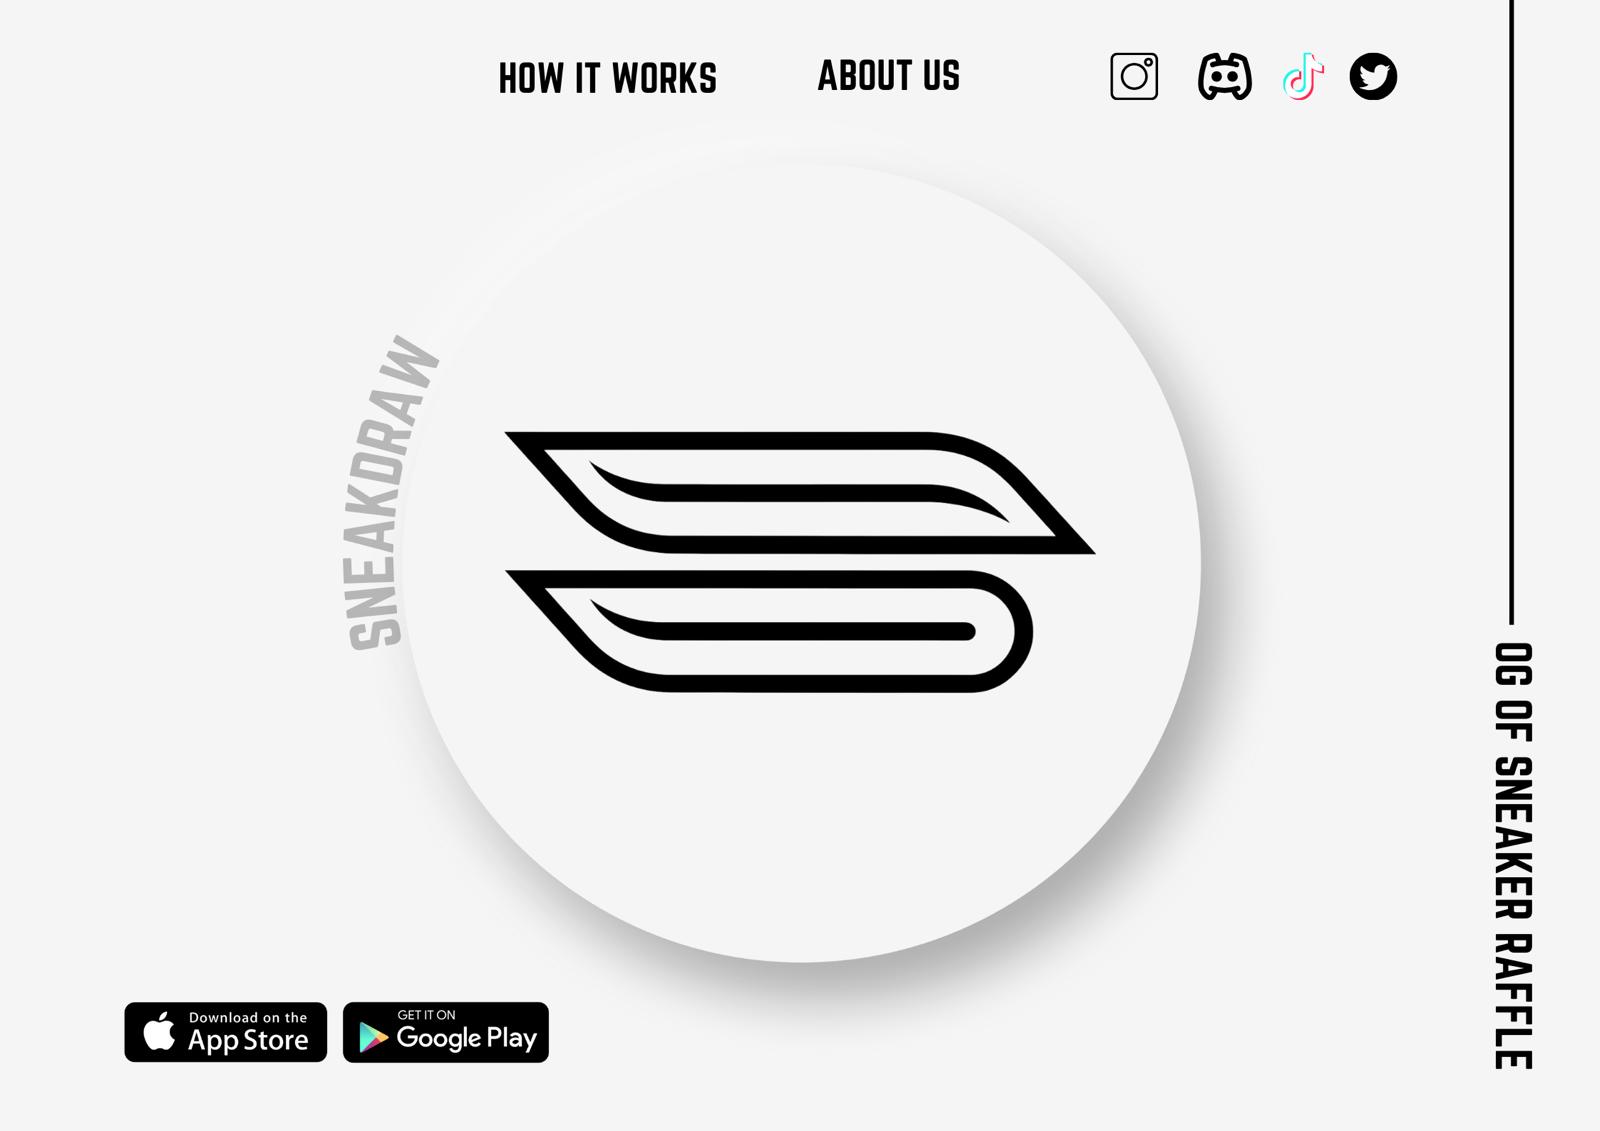 HOW IT WORKS
ABOUT US
SNEAKDRAW
OG OF SNEAKER RAFFLE
Download on the
App Store
GET IT ON
Google Play